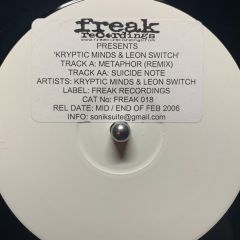 freak
recordings
PRESENTS
'KRYPTIC MINDS & LEON SWITCH'
TRACK A: METAPHOR (REMIX)
TRACK AA: SUICIDE NOTE
ARTISTS: KRYPTIC MINDS & LEON SWITCH
LABEL: FREAK RECORDINGS
CAT No: FREAK 018
REL DATE: MID / END OF FEB 2006
INFO: soniksuite@gmail.com